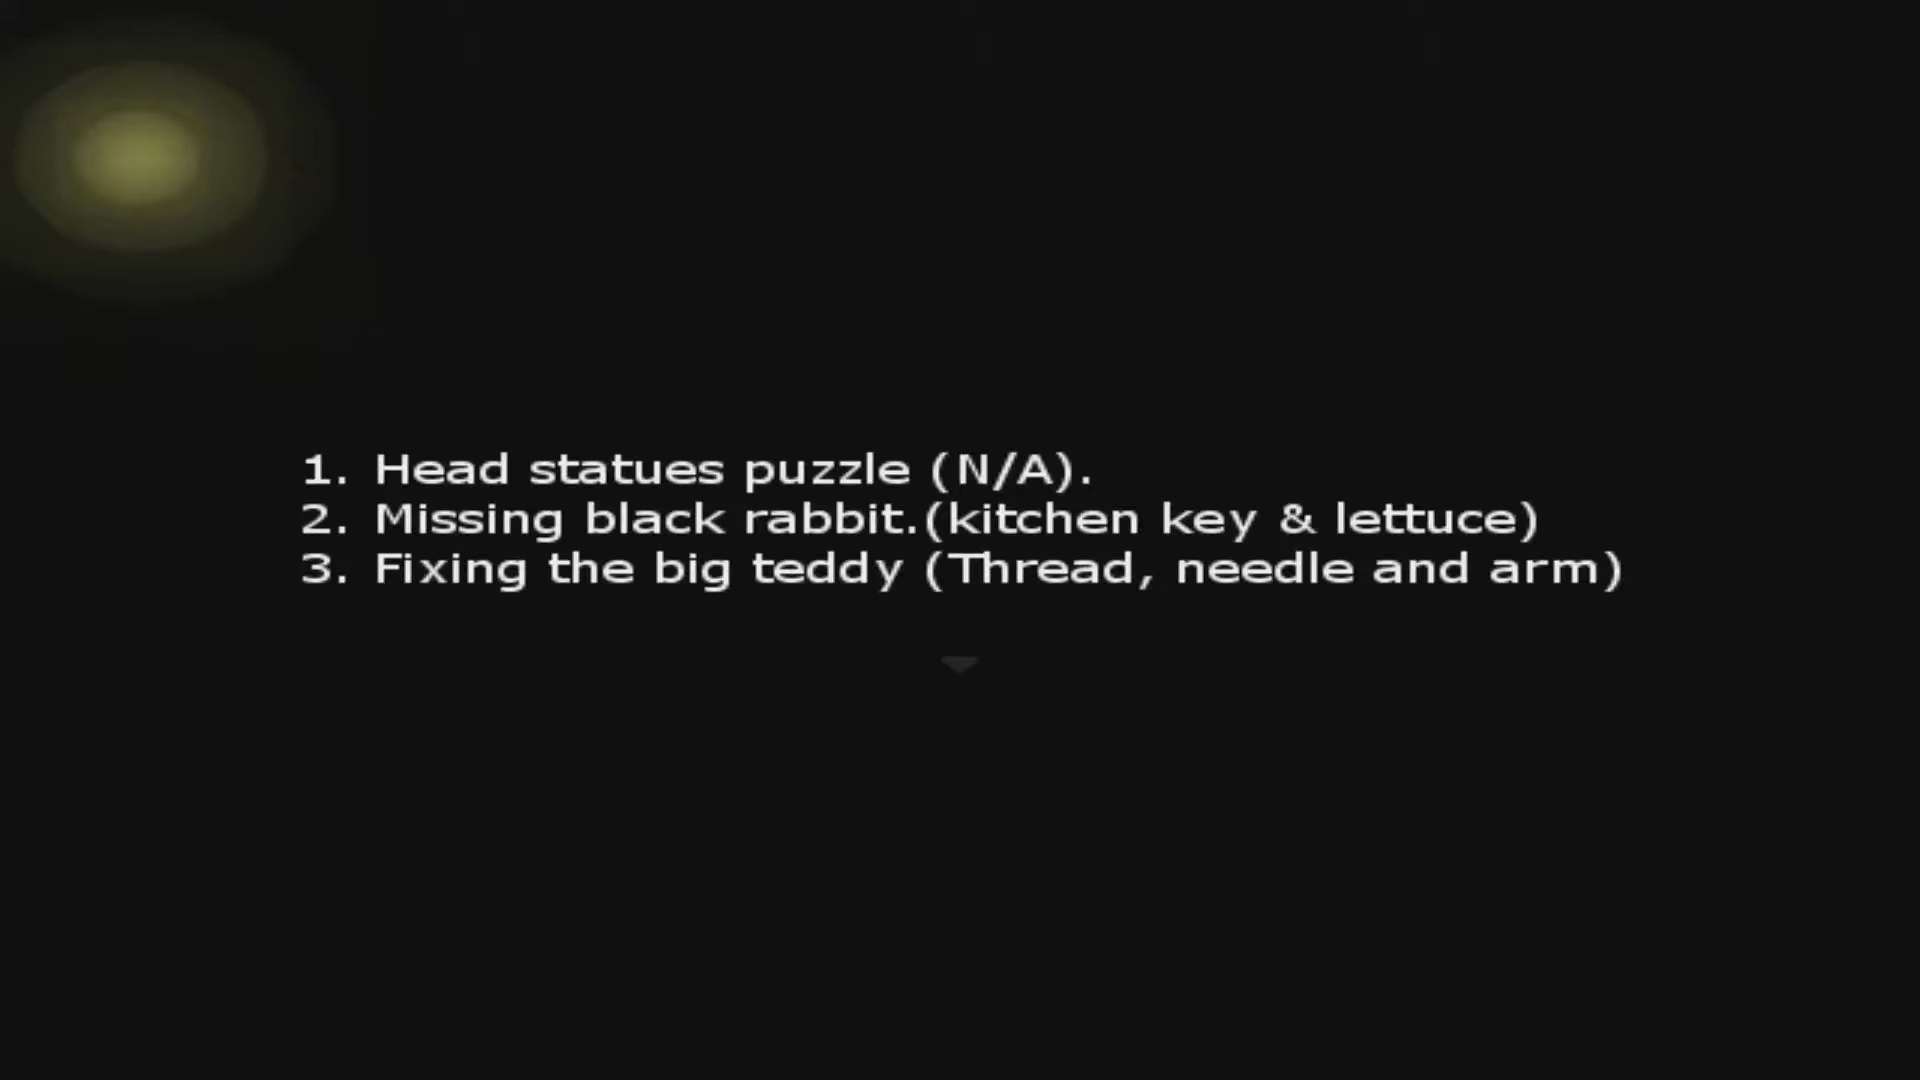 1. Head statues puzzle (N/A).
2. Missing black rabbit.(kitchen key & lettuce)
3. Fixing the big teddy (Thread, needle and arm)